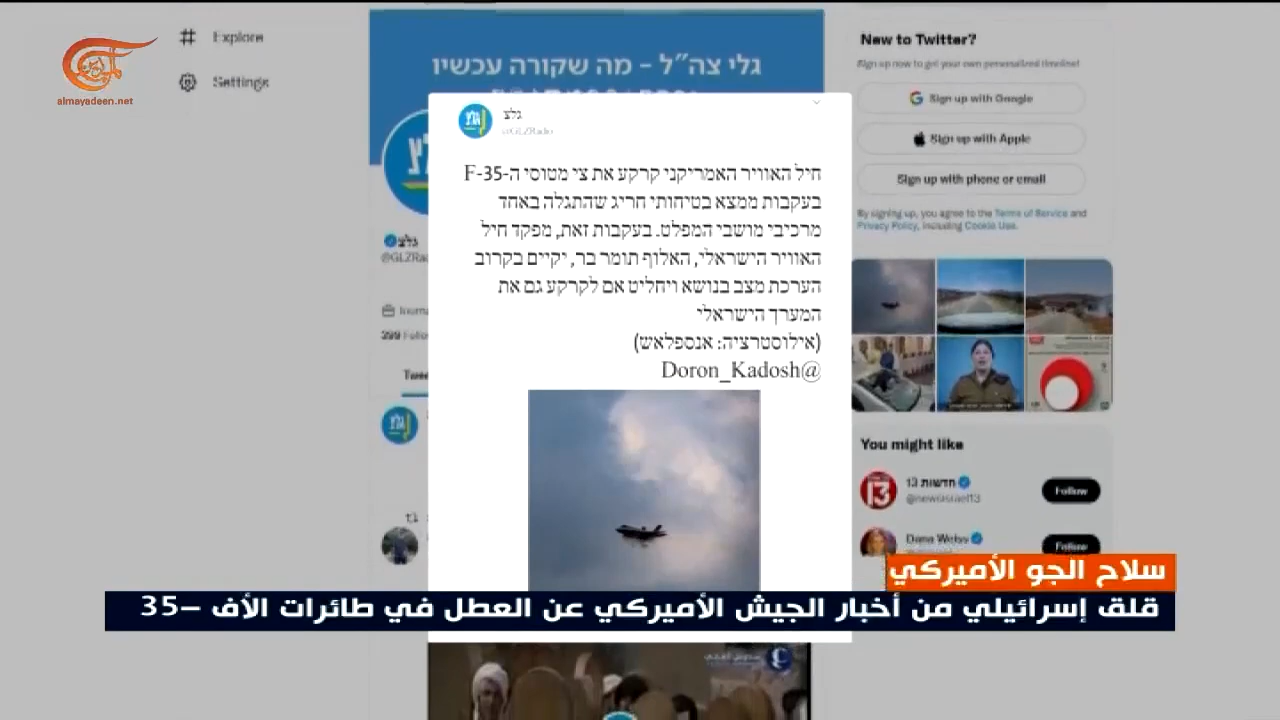 almayadeen.net
Explore
Settings
גלי צה״ל – מה שקורה עכשיו
גלצ
@GLZRadio
חיל האוויר האמריקני קרקע את צי מטוסי ה-F-35
בעקבות ממצא בטיחותי חריג שהתגלה באחד
מרכיבי מושבי המפלט. בעקבות זאת, מפקד חיל
האוויר הישראלי, האלוף תומר בר, יקיים בקרוב
הערכת מצב בנושא ויחליט אם לקרקע גם את
המערך הישראלי
(אילוסטרציה: אנספלאש)
@Doron_Kadosh
גלצ
New to Twitter?
Sign up now to get your own personalized timeline!
Sign up with Google
Sign up with Apple
Sign up with phone or email
By signing up, you agree to the Terms of Service and
Privacy Policy, including Cookie Use.
You might like
חדשות 13
@newsisrael13
Follow
Dana Weiss
Follow
سلاح الجو الأميركي
قلق إسرائيلي من أخبار الجيش الأميركي عن العطل في طائرات الأف –35